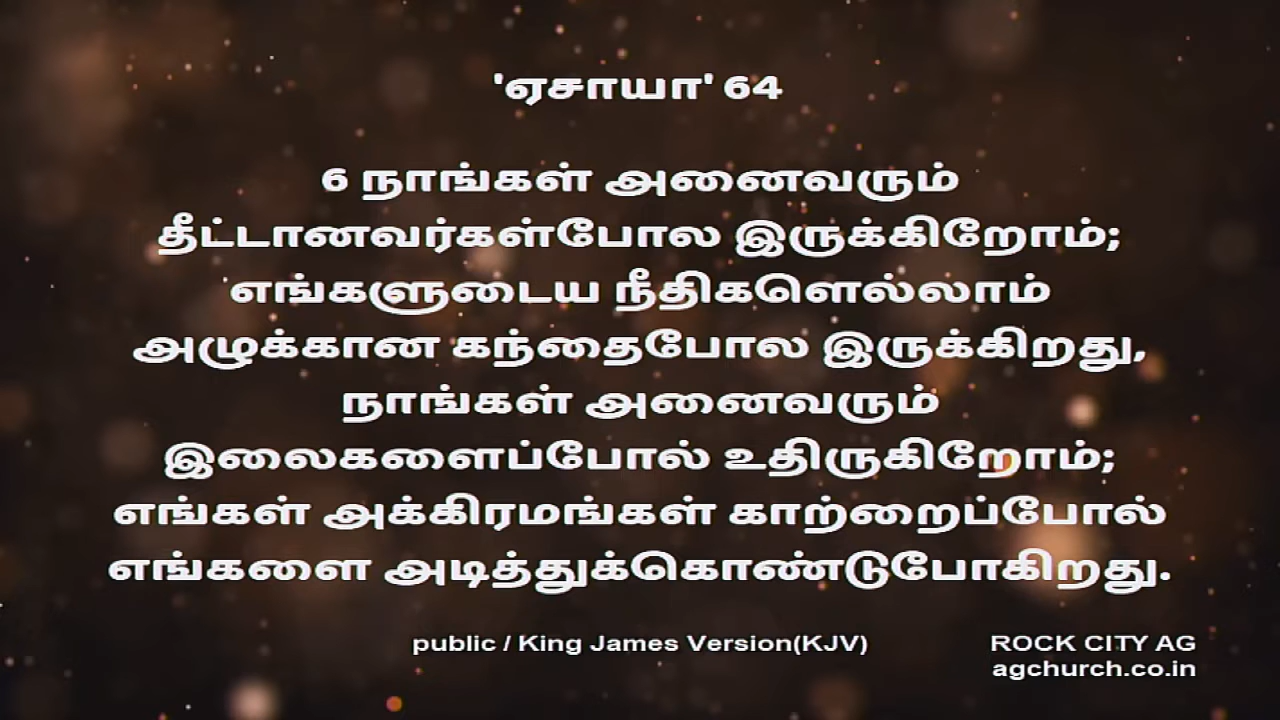 'ஏசாயா' 64
6 நாங்கள் அனைவரும்
தீட்டானவர்கள்போல இருக்கிறோம்;
எங்களுடைய நீதிகளெல்லாம்
அழுக்கான கந்தைபோல இருக்கிறது,
நாங்கள் அனைவரும்
இலைகளைப்போல் உதிருகிறோம்;
எங்கள் அக்கிரமங்கள் காற்றைப்போல்
எங்களை அடித்துக்கொண்டுபோகிறது.
public / King James Version(KJV)
ROCK CITY AG
agchurch.co.in